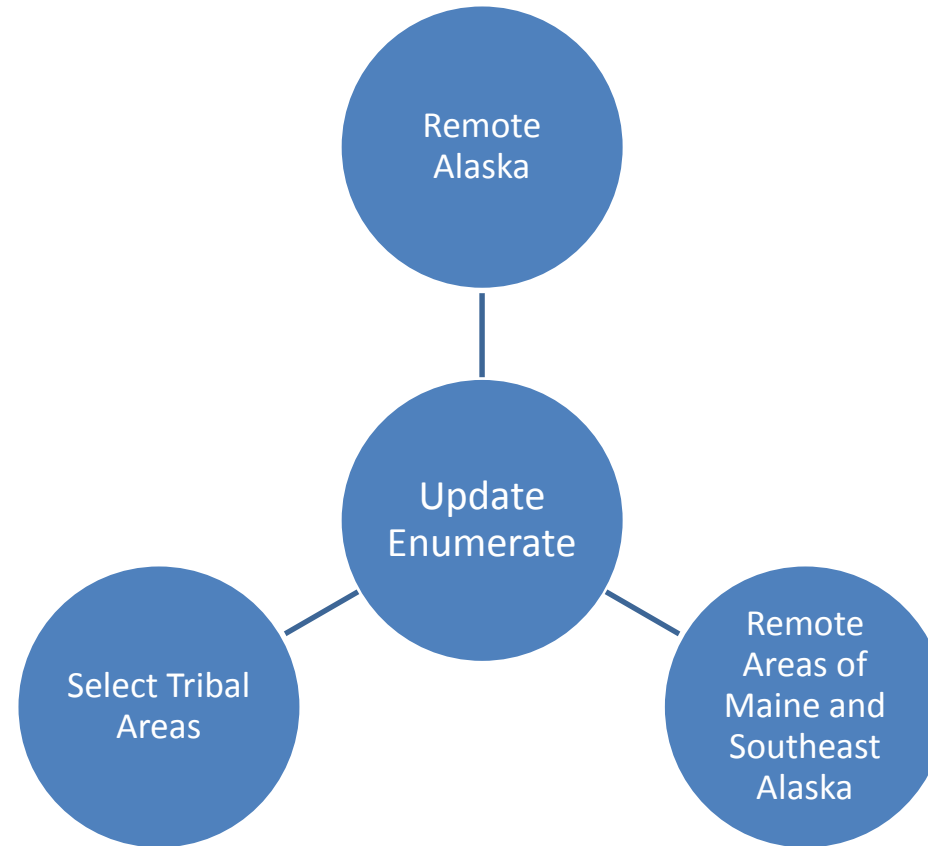 Remote
Alaska
Update
Enumerate
Select Tribal
Areas
Remote
Areas of
Maine and
Southeast
Alaska